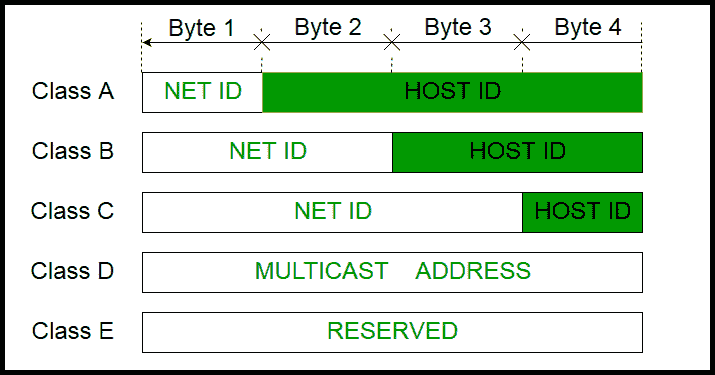 Byte 1 Byte 2 Byte 3 Byte 4
Class A NET ID HOST ID
Class B NET ID HOST ID
Class C NET ID HOST ID
Class D MULTICAST ADDRESS
Class E RESERVED